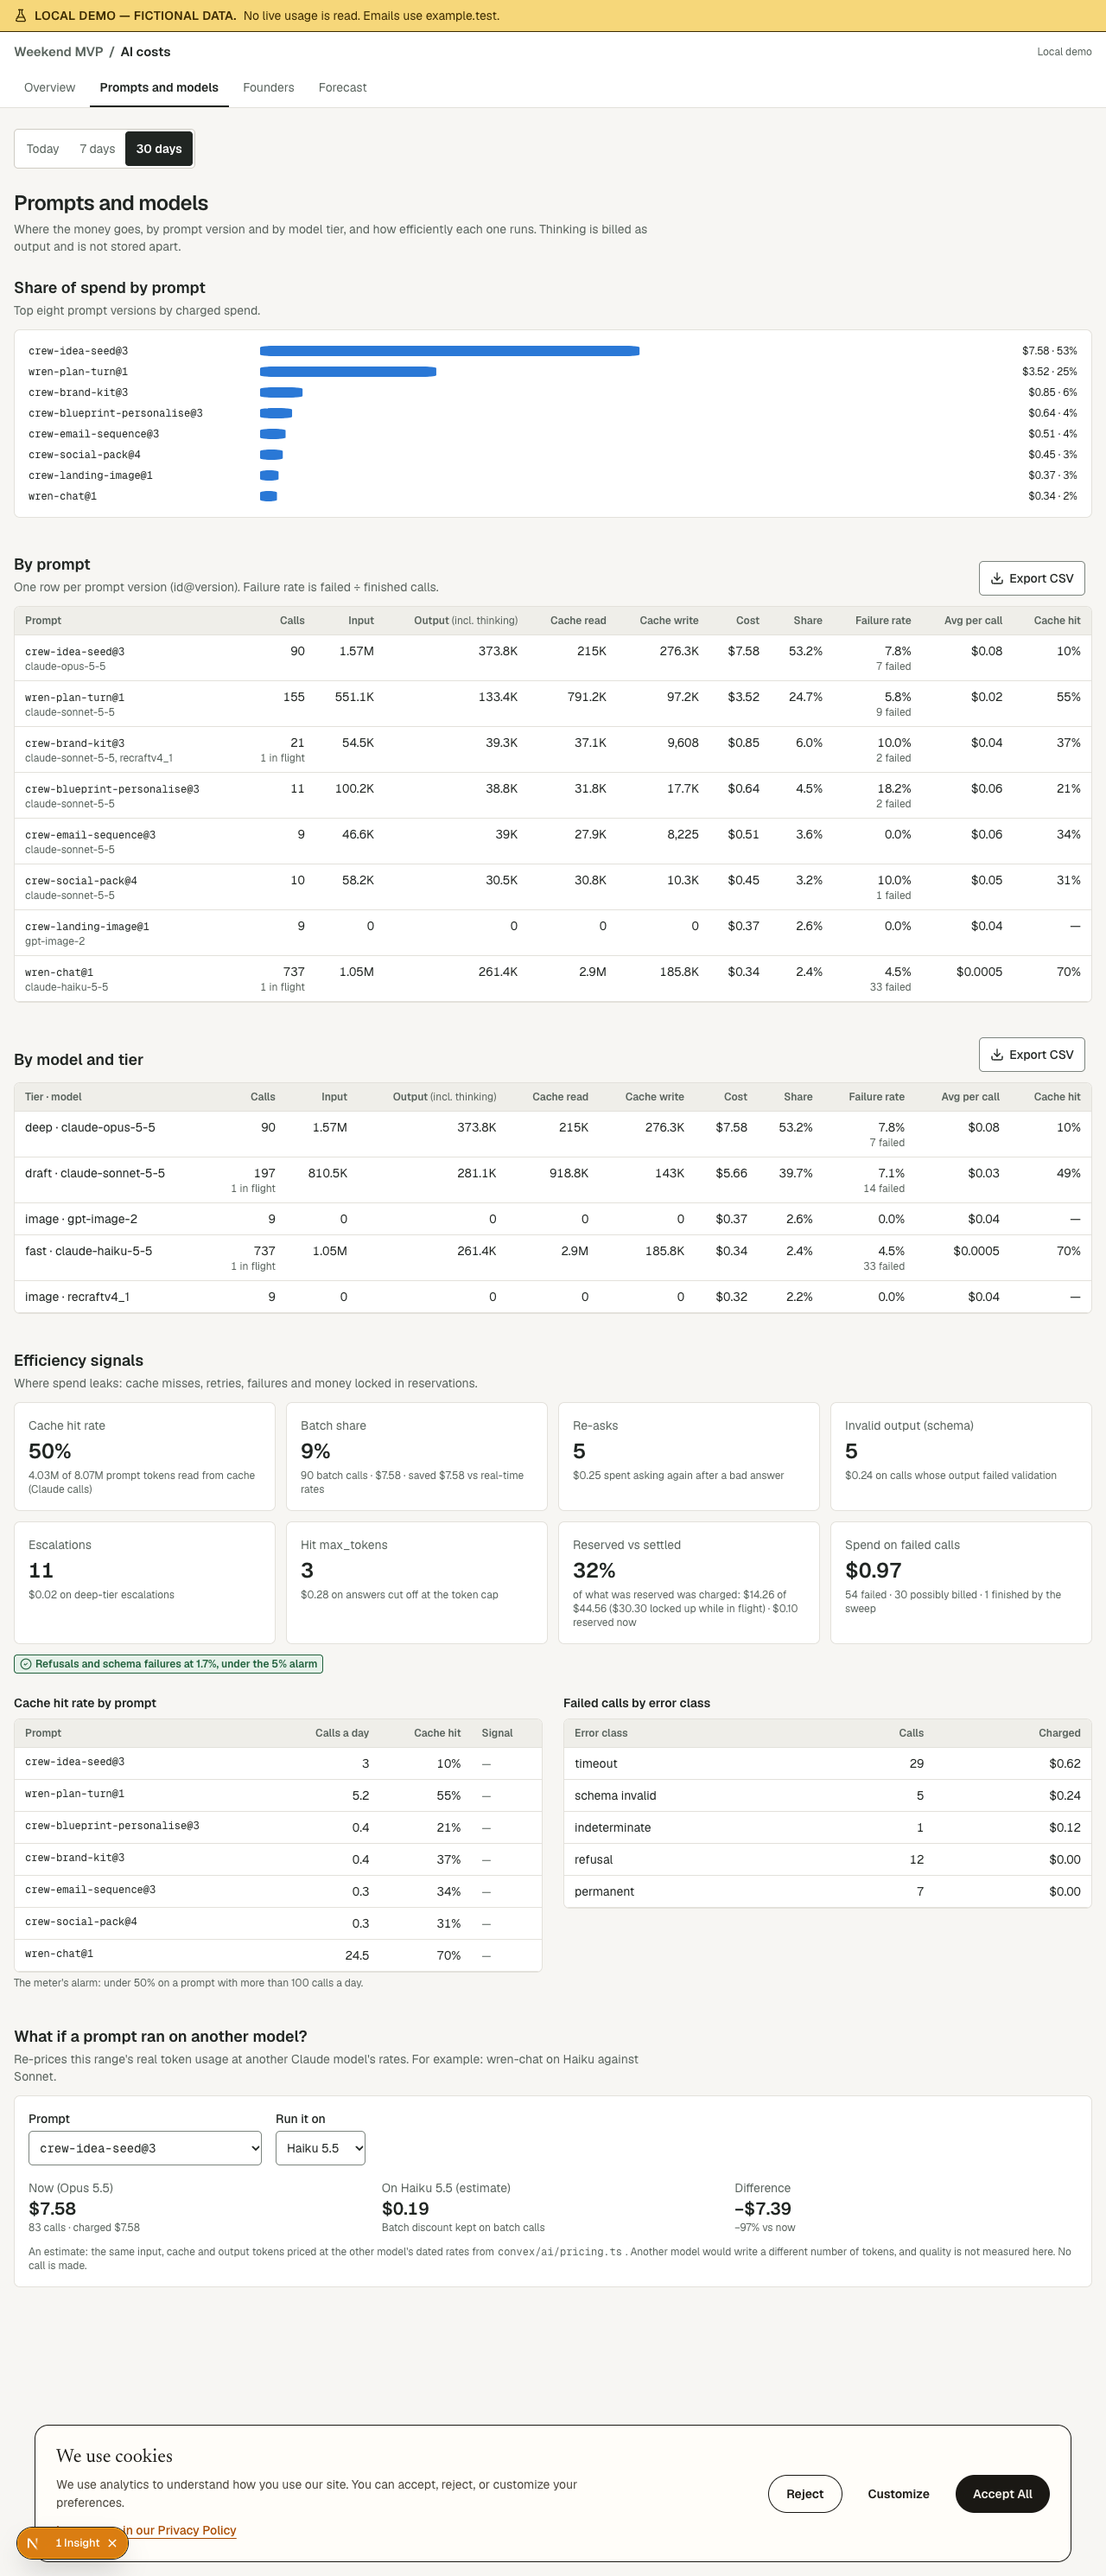 LOCAL DEMO — FICTIONAL DATA. No live usage is read. Emails use example.test.
Weekend MVP / AI costs
Local demo
Overview Prompts and models Founders Forecast
Today 7 days 30 days
Prompts and models
Where the money goes, by prompt version and by model tier, and how efficiently each one runs. Thinking is billed as
output and is not stored apart.
Share of spend by prompt
Top eight prompt versions by charged spend.
crew-idea-seed@3 $7.58 · 53%
wren-plan-turn@1 $3.52 · 25%
crew-brand-kit@3 $0.85 · 6%
crew-blueprint-personalise@3 $0.64 · 4%
crew-email-sequence@3 $0.51 · 4%
crew-social-pack@4 $0.45 · 3%
crew-landing-image@1 $0.37 · 3%
wren-chat@1 $0.34 · 2%
By prompt
One row per prompt version (id@version). Failure rate is failed ÷ finished calls.
Export CSV
Prompt Calls Input Output (incl. thinking) Cache read Cache write Cost Share Failure rate Avg per call Cache hit
crew-idea-seed@3 90 1.57M 373.8K 215K 276.3K $7.58 53.2% 7.8% $0.08 10%
claude-opus-5-5 7 failed
wren-plan-turn@1 155 551.1K 133.4K 791.2K 97.2K $3.52 24.7% 5.8% $0.02 55%
claude-sonnet-5-5 9 failed
crew-brand-kit@3 21 54.5K 39.3K 37.1K 9,608 $0.85 6.0% 10.0% $0.04 37%
claude-sonnet-5-5, recraftv4_1 1 in flight 2 failed
crew-blueprint-personalise@3 11 100.2K 38.8K 31.8K 17.7K $0.64 4.5% 18.2% $0.06 21%
claude-sonnet-5-5 2 failed
crew-email-sequence@3 9 46.6K 39K 27.9K 8,225 $0.51 3.6% 0.0% $0.06 34%
claude-sonnet-5-5
crew-social-pack@4 10 58.2K 30.5K 30.8K 10.3K $0.45 3.2% 10.0% $0.05 31%
claude-sonnet-5-5 1 failed
crew-landing-image@1 9 0 0 0 0 $0.37 2.6% 0.0% $0.04 —
gpt-image-2
wren-chat@1 737 1.05M 261.4K 2.9M 185.8K $0.34 2.4% 4.5% $0.0005 70%
claude-haiku-5-5 1 in flight 33 failed
By model and tier
Export CSV
Tier · model Calls Input Output (incl. thinking) Cache read Cache write Cost Share Failure rate Avg per call Cache hit
deep · claude-opus-5-5 90 1.57M 373.8K 215K 276.3K $7.58 53.2% 7.8% $0.08 10%
7 failed
draft · claude-sonnet-5-5 197 810.5K 281.1K 918.8K 143K $5.66 39.7% 7.1% $0.03 49%
1 in flight 14 failed
image · gpt-image-2 9 0 0 0 0 $0.37 2.6% 0.0% $0.04 —
fast · claude-haiku-5-5 737 1.05M 261.4K 2.9M 185.8K $0.34 2.4% 4.5% $0.0005 70%
1 in flight 33 failed
image · recraftv4_1 9 0 0 0 0 $0.32 2.2% 0.0% $0.04 —
Efficiency signals
Where spend leaks: cache misses, retries, failures and money locked in reservations.
Cache hit rate
50%
4.03M of 8.07M prompt tokens read from cache
(Claude calls)
Batch share
9%
90 batch calls · $7.58 · saved $7.58 vs real-time
rates
Re-asks
5
$0.25 spent asking again after a bad answer
Invalid output (schema)
5
$0.24 on calls whose output failed validation
Escalations
11
$0.02 on deep-tier escalations
Hit max_tokens
3
$0.28 on answers cut off at the token cap
Reserved vs settled
32%
of what was reserved was charged: $14.26 of
$44.56 ($30.30 locked up while in flight) · $0.10
reserved now
Spend on failed calls
$0.97
54 failed · 30 possibly billed · 1 finished by the
sweep
Refusals and schema failures at 1.7%, under the 5% alarm
Cache hit rate by prompt
Prompt Calls a day Cache hit Signal
crew-idea-seed@3 3 10% —
wren-plan-turn@1 5.2 55% —
crew-blueprint-personalise@3 0.4 21% —
crew-brand-kit@3 0.4 37% —
crew-email-sequence@3 0.3 34% —
crew-social-pack@4 0.3 31% —
wren-chat@1 24.5 70% —
The meter's alarm: under 50% on a prompt with more than 100 calls a day.
Failed calls by error class
Error class Calls Charged
timeout 29 $0.62
schema invalid 5 $0.24
indeterminate 1 $0.12
refusal 12 $0.00
permanent 7 $0.00
What if a prompt ran on another model?
Re-prices this range's real token usage at another Claude model's rates. For example: wren-chat on Haiku against
Sonnet.
Prompt Run it on
crew-idea-seed@3 Haiku 5.5
Now (Opus 5.5)
$7.58
83 calls · charged $7.58
On Haiku 5.5 (estimate)
$0.19
Batch discount kept on batch calls
Difference
−$7.39
−97% vs now
An estimate: the same input, cache and output tokens priced at the other model's dated rates from convex/ai/pricing.ts . Another model would write a different number of tokens, and quality is not measured here. No
call is made.
We use cookies
We use analytics to understand how you use our site. You can accept, reject, or customize your
preferences.
in our Privacy Policy
Reject Customize Accept All
1 Insight